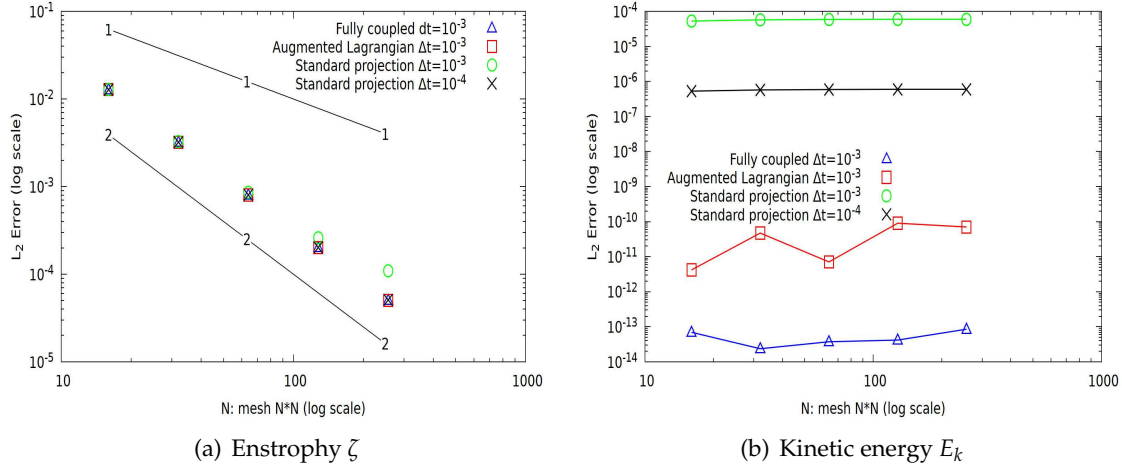 10⁻¹
10⁻²
10⁻³
10⁻⁴
10⁻⁵
L₂ Error (log scale)
1
1
1
2
2
2
Fully coupled dt=10⁻³
Augmented Lagrangian Δt=10⁻³
Standard projection Δt=10⁻³
Standard projection Δt=10⁻⁴
10
100
1000
N: mesh N*N (log scale)
(a) Enstrophy ζ
10⁻⁴
10⁻⁵
10⁻⁶
10⁻⁷
10⁻⁸
10⁻⁹
10⁻¹⁰
10⁻¹¹
10⁻¹²
10⁻¹³
10⁻¹⁴
L₂ Error (log scale)
Fully coupled Δt=10⁻³
Augmented Lagrangian Δt=10⁻³
Standard projection Δt=10⁻³
Standard projection Δt=10⁻⁴
10
100
1000
N: mesh N*N (log scale)
(b) Kinetic energy Eₖ